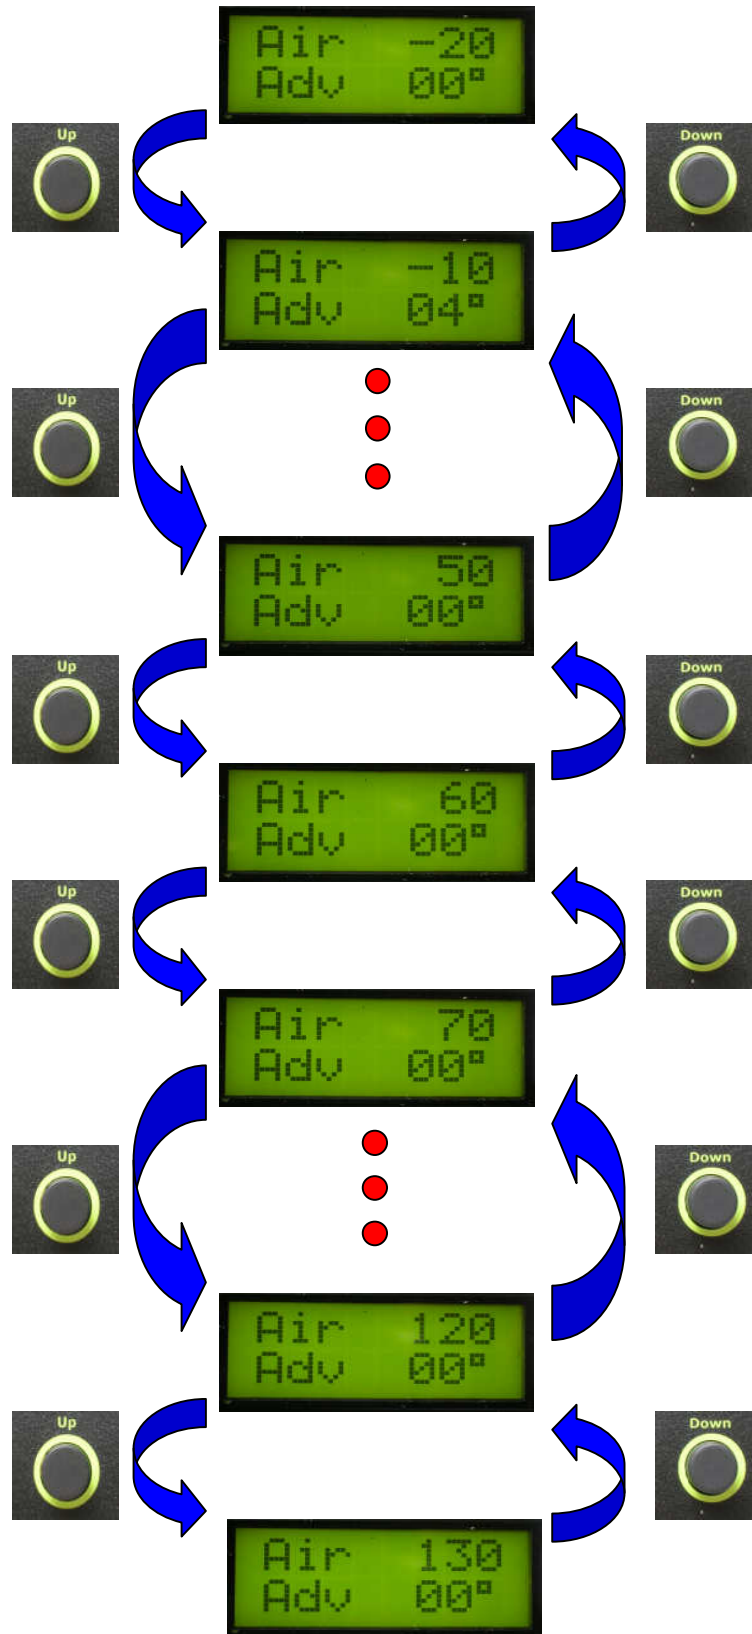 Air -20
Adv 00°
Up
Down
Air -10
Adv 04°
Up
Down
Air 50
Adv 00°
Up
Down
Air 60
Adv 00°
Up
Down
Air 70
Adv 00°
Up
Down
Air 120
Adv 00°
Up
Down
Air 130
Adv 00°